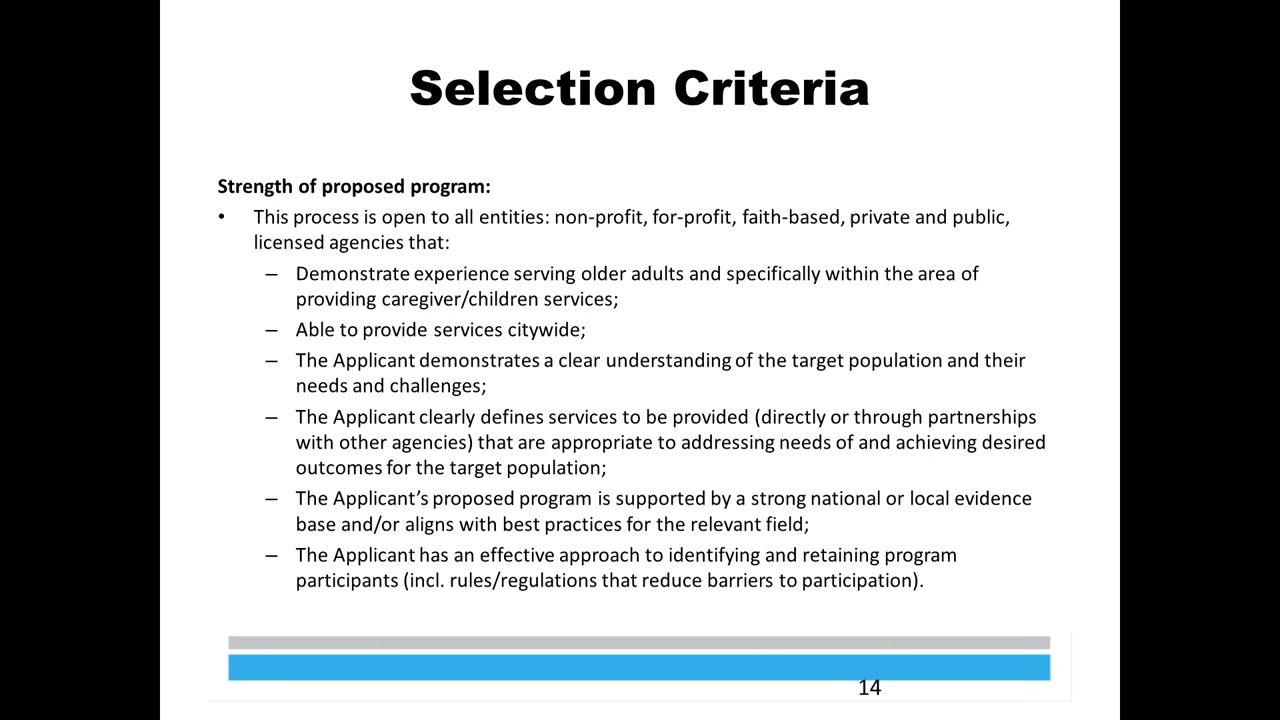 Selection Criteria
Strength of proposed program:
• This process is open to all entities: non-profit, for-profit, faith-based, private and public,
licensed agencies that:
– Demonstrate experience serving older adults and specifically within the area of
providing caregiver/children services;
– Able to provide services citywide;
– The Applicant demonstrates a clear understanding of the target population and their
needs and challenges;
– The Applicant clearly defines services to be provided (directly or through partnerships
with other agencies) that are appropriate to addressing needs of and achieving desired
outcomes for the target population;
– The Applicant’s proposed program is supported by a strong national or local evidence
base and/or aligns with best practices for the relevant field;
– The Applicant has an effective approach to identifying and retaining program
participants (incl. rules/regulations that reduce barriers to participation).
14